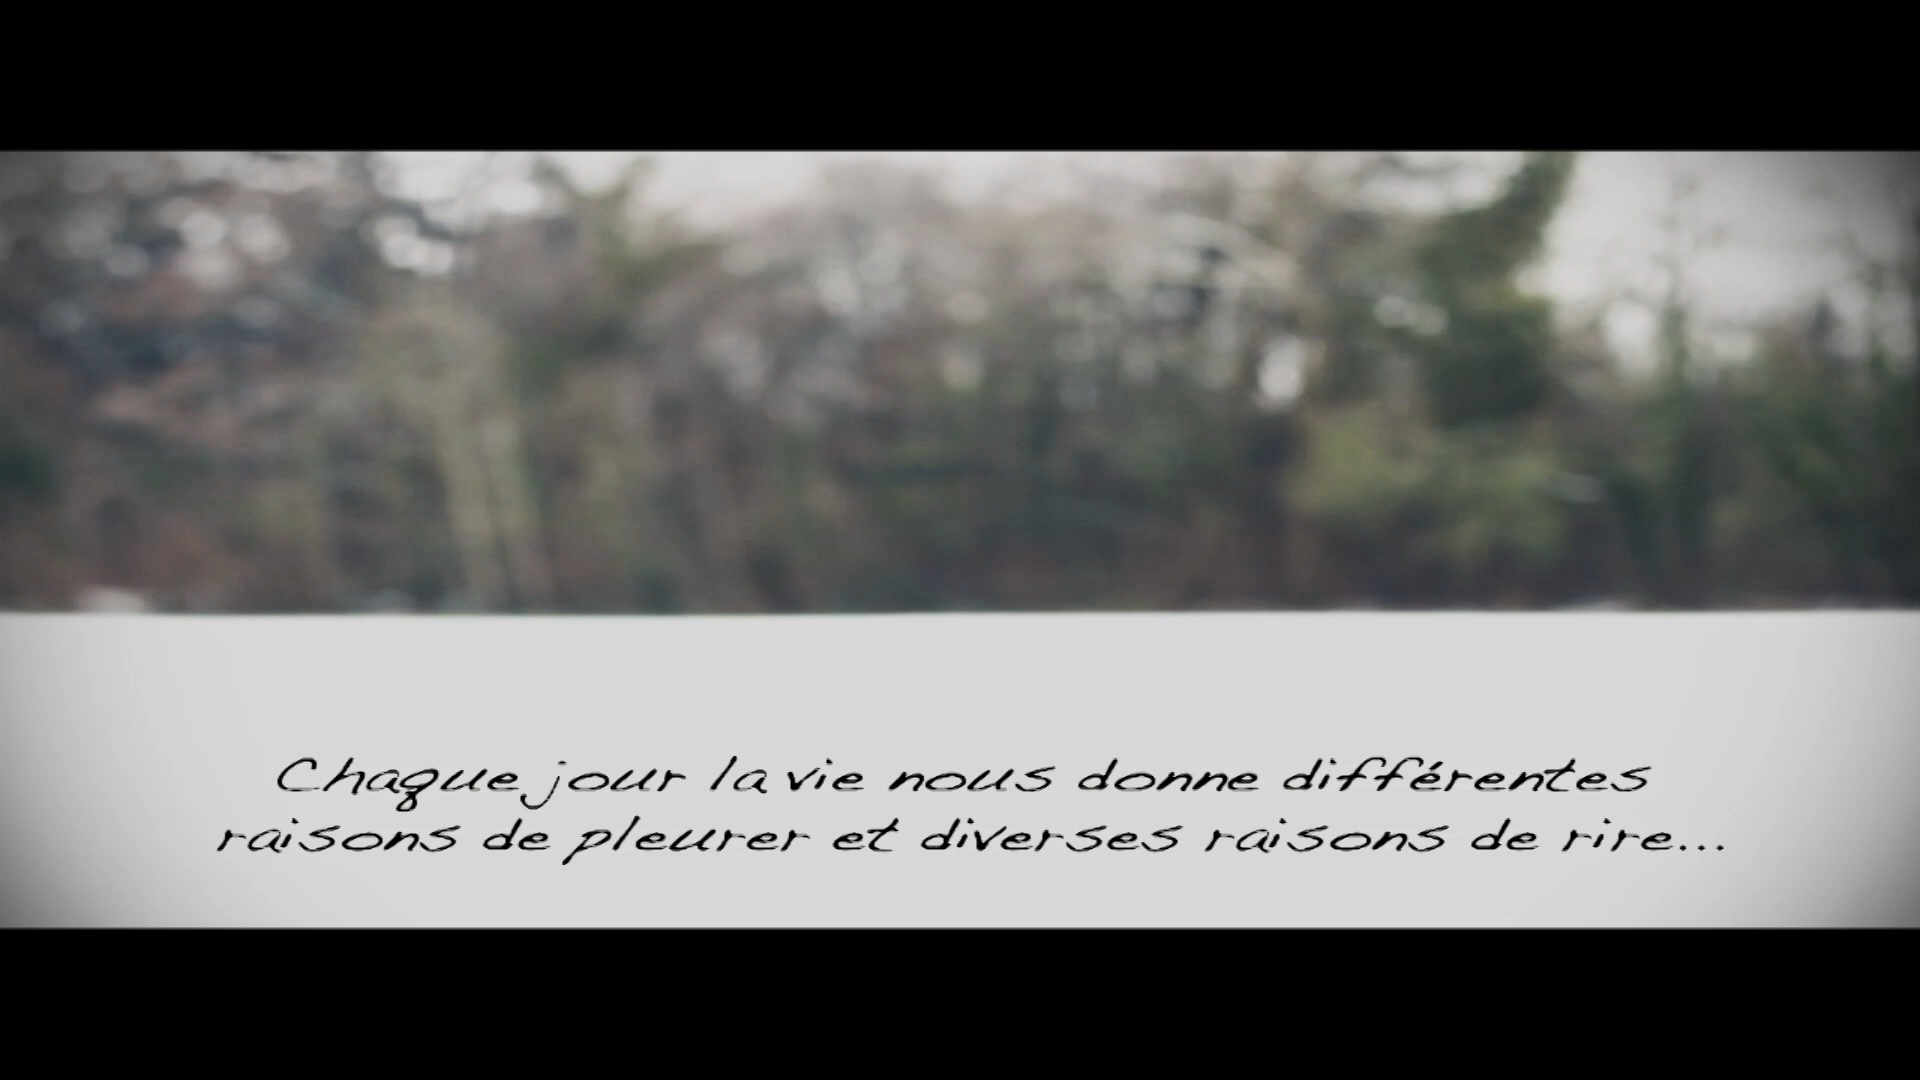 Chaque jour la vie nous donne différentes
raisons de pleurer et diverses raisons de rire...